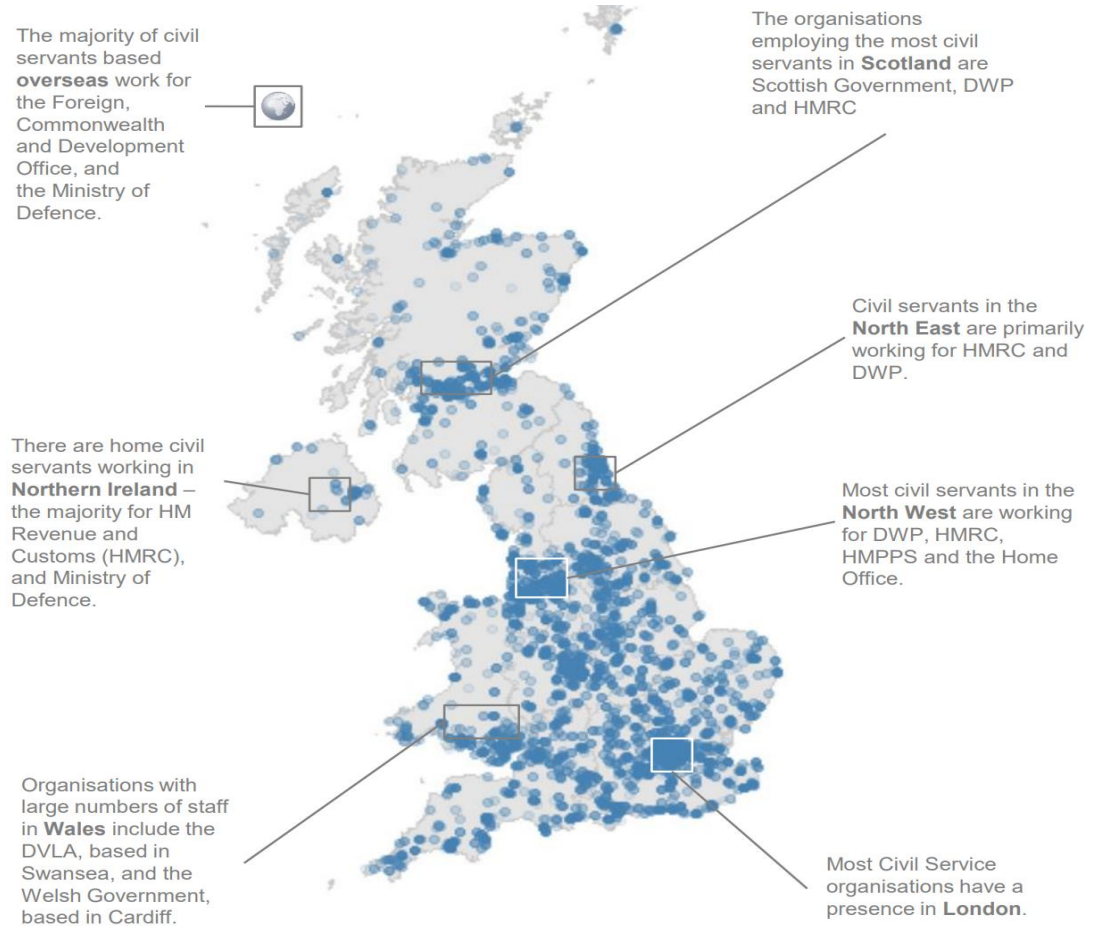 The majority of civil
servants based
overseas work for
the Foreign,
Commonwealth
and Development
Office, and
the Ministry of
Defence.
The organisations
employing the most civil
servants in Scotland are
Scottish Government, DWP
and HMRC
Civil servants in the
North East are primarily
working for HMRC and
DWP.
There are home civil
servants working in
Northern Ireland –
the majority for HM
Revenue and
Customs (HMRC),
and Ministry of
Defence.
Most civil servants in the
North West are working
for DWP, HMRC,
HMPPS and the Home
Office.
Organisations with
large numbers of staff
in Wales include the
DVLA, based in
Swansea, and the
Welsh Government,
based in Cardiff.
Most Civil Service
organisations have a
presence in London.